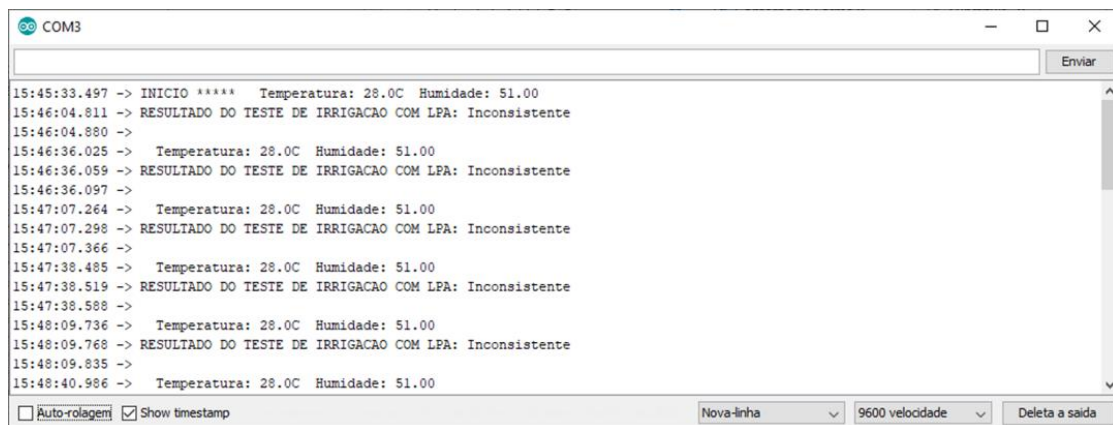 COM3
Enviar
15:45:33.497 -> INICIO *****   Temperatura: 28.0C  Humidade: 51.00
15:46:04.811 -> RESULTADO DO TESTE DE IRRIGACAO COM LPA: Inconsistente
15:46:04.880 ->
15:46:36.025 ->   Temperatura: 28.0C  Humidade: 51.00
15:46:36.059 -> RESULTADO DO TESTE DE IRRIGACAO COM LPA: Inconsistente
15:46:36.097 ->
15:47:07.264 ->   Temperatura: 28.0C  Humidade: 51.00
15:47:07.298 -> RESULTADO DO TESTE DE IRRIGACAO COM LPA: Inconsistente
15:47:07.366 ->
15:47:38.485 ->   Temperatura: 28.0C  Humidade: 51.00
15:47:38.519 -> RESULTADO DO TESTE DE IRRIGACAO COM LPA: Inconsistente
15:47:38.588 ->
15:48:09.736 ->   Temperatura: 28.0C  Humidade: 51.00
15:48:09.768 -> RESULTADO DO TESTE DE IRRIGACAO COM LPA: Inconsistente
15:48:09.835 ->
15:48:40.986 ->   Temperatura: 28.0C  Humidade: 51.00
Auto-rolagem Show timestamp Nova-linha 9600 velocidade Deleta a saida